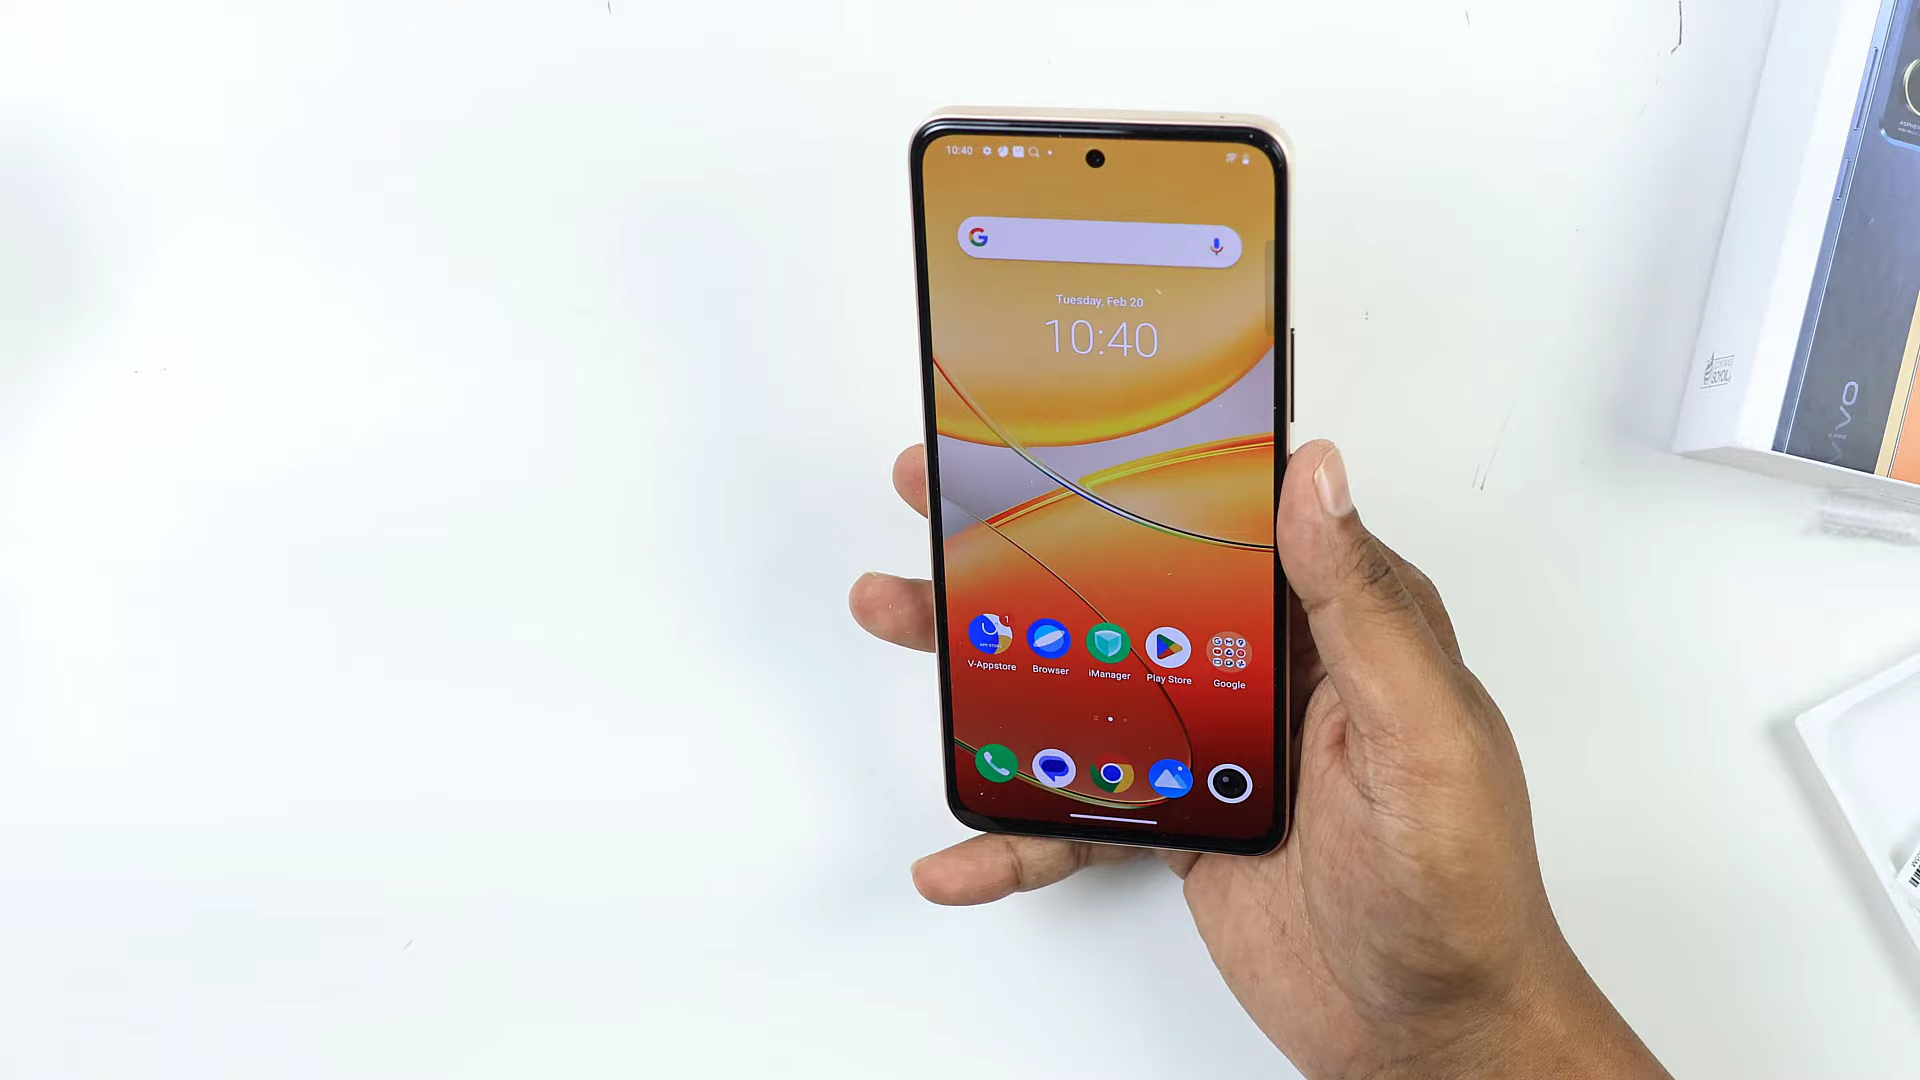 10:40
Tuesday, Feb 20
10:40
V-Appstore
Browser
iManager
Play Store
Google
vivo